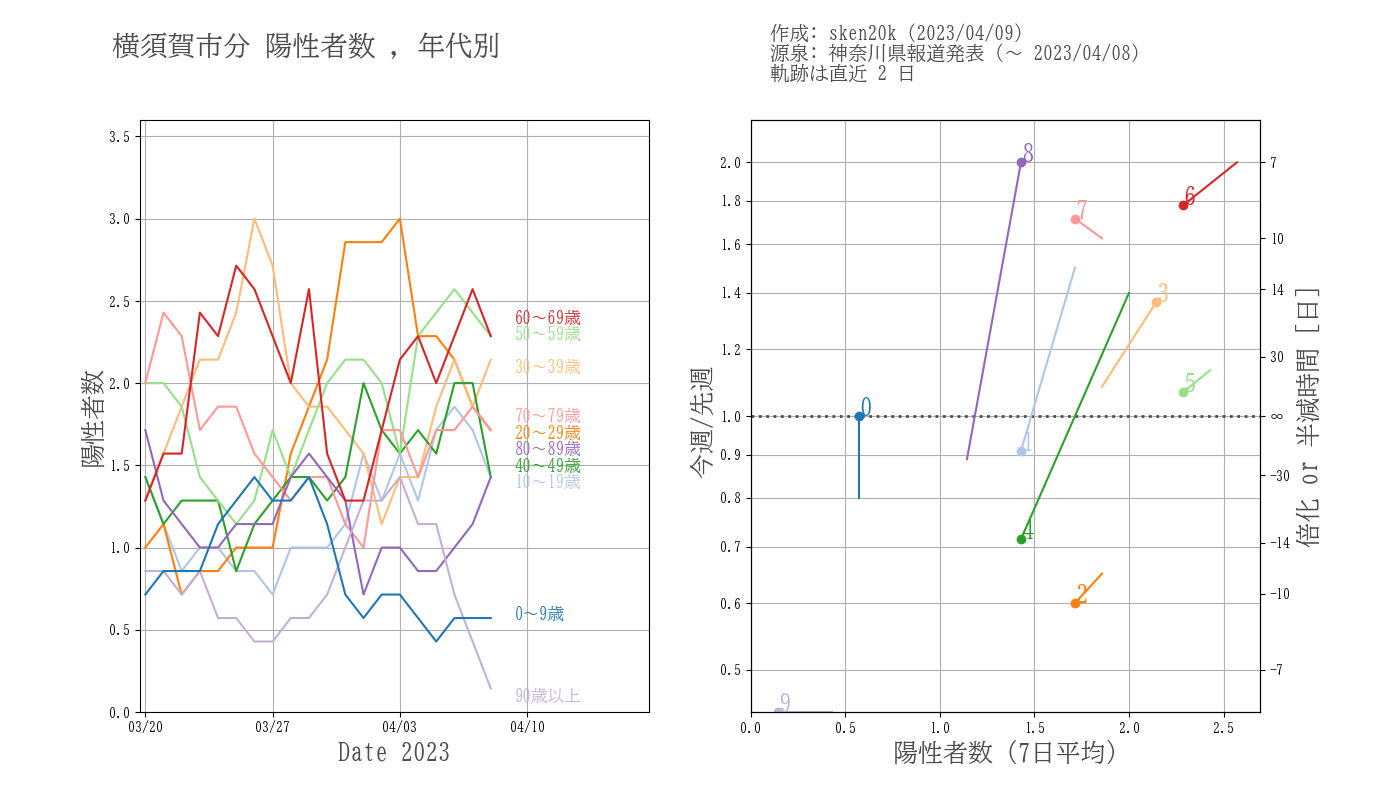 横須賀市分 陽性者数 , 年代別
作成: sken20k (2023/04/09)
源泉: 神奈川県報道発表 (～ 2023/04/08)
軌跡は直近 2 日
陽性者数
3.5
3.0
2.5
2.0
1.5
1.0
0.5
0.0
03/20
03/27
04/03
04/10
Date 2023
60～69歳
50～59歳
30～39歳
70～79歳
20～29歳
80～89歳
40～49歳
10～19歳
0～9歳
90歳以上
今週/先週
2.0
1.8
1.6
1.4
1.2
1.0
0.9
0.8
0.7
0.6
0.5
8
7
6
3
5
0
1
4
2
9
0.0
0.5
1.0
1.5
2.0
2.5
陽性者数 (7日平均)
7
10
14
30
∞
−30
−14
−10
−7
倍化 or 半減時間 [日]